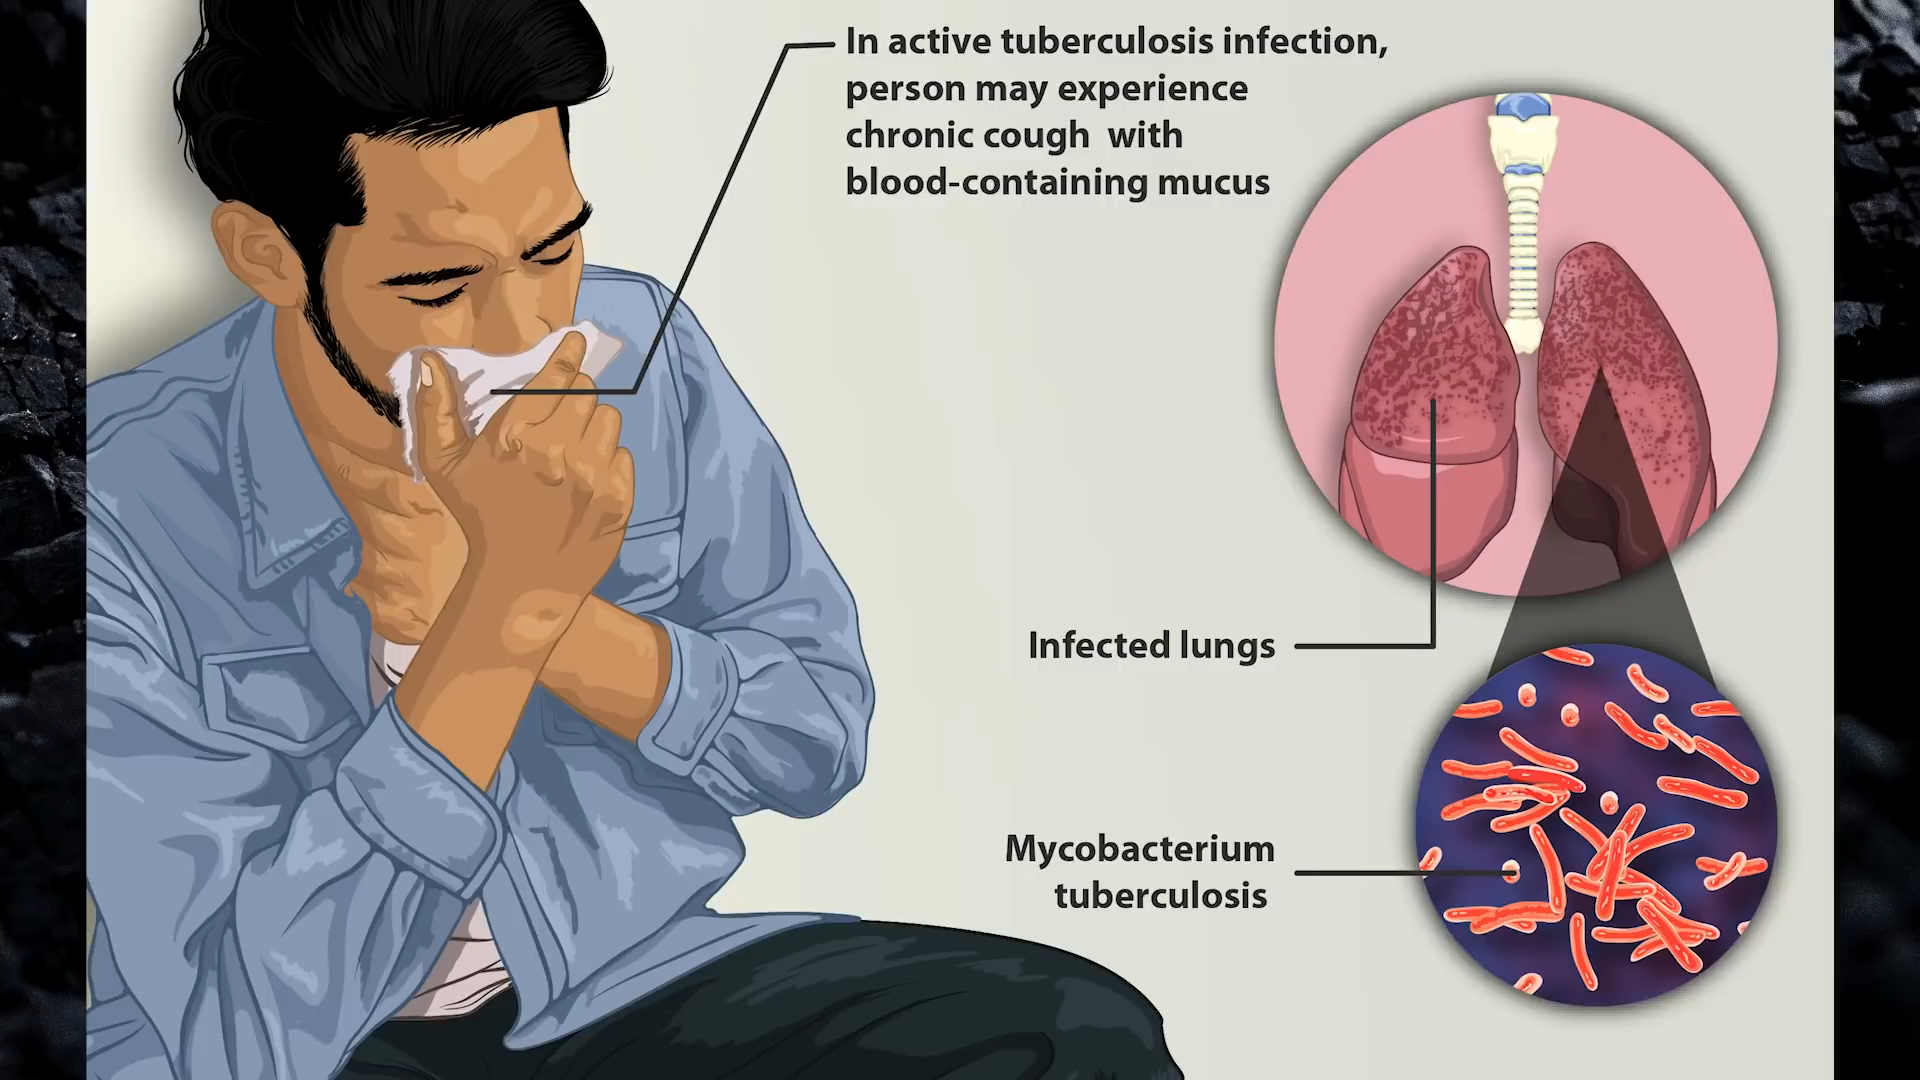 In active tuberculosis infection,
person may experience
chronic cough with
blood-containing mucus
Infected lungs
Mycobacterium
tuberculosis